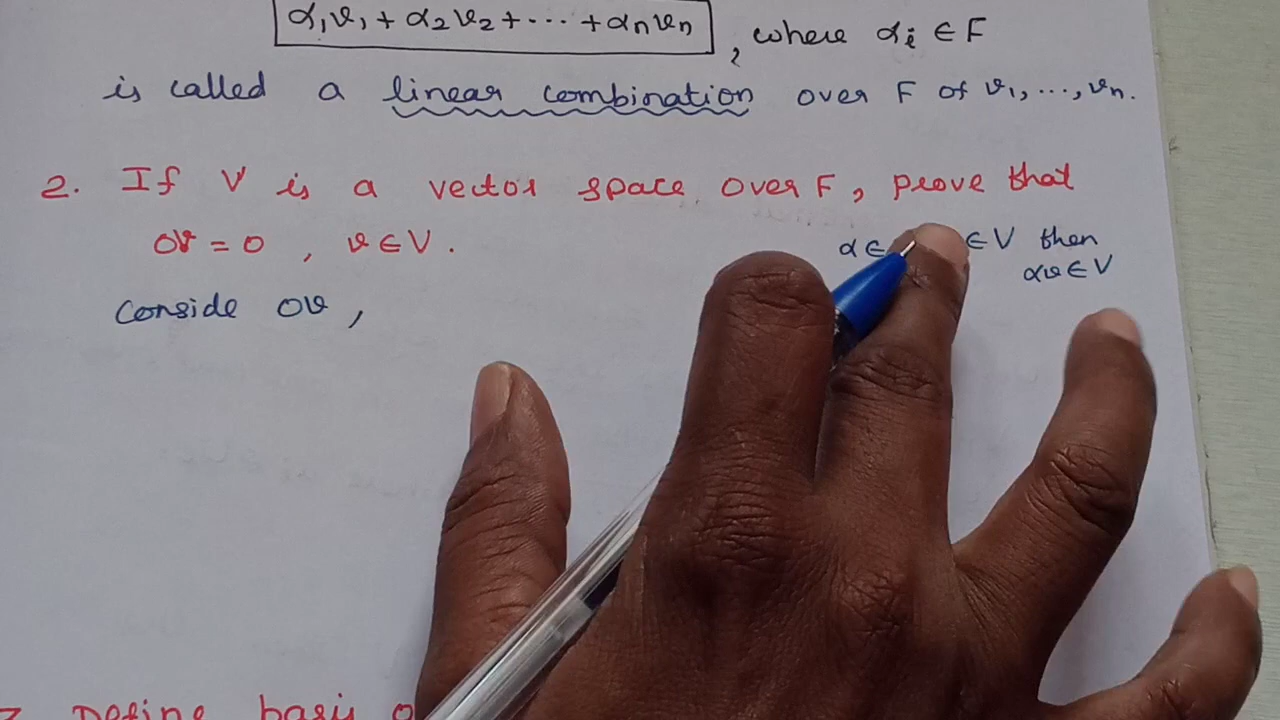 α₁v₁ + α₂v₂ + ··· + αₙvₙ , where αᵢ ∈ F
is called a linear combination over F of v₁, ..., vₙ.
2. If V is a vector space over F, prove that
0v = 0 , v ∈ V.
α ∈ ∈ V then
αv ∈ V
Conside 0v ,
Define basis